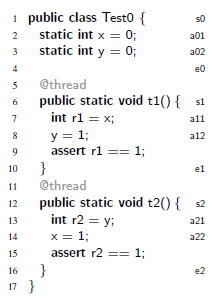 1 public class Test0 { s0
2 static int x = 0; a01
3 static int y = 0; a02
4 e0
5 @thread
6 public static void t1() { s1
7 int r1 = x; a11
8 y = 1; a12
9 assert r1 == 1;
10 } e1
11 @thread
12 public static void t2() { s2
13 int r2 = y; a21
14 x = 1; a22
15 assert r2 == 1;
16 } e2
17 }